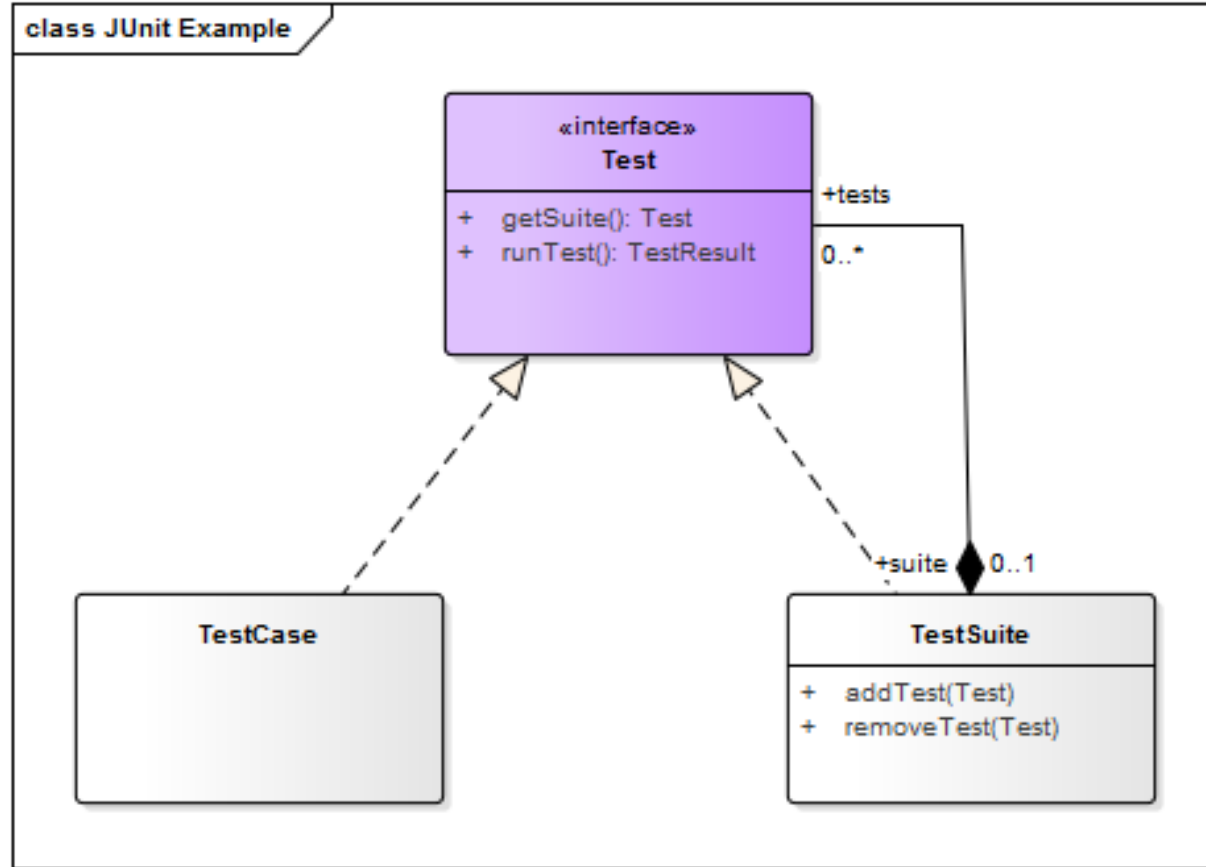 class JUnit Example
«interface»
Test
+ getSuite(): Test
+ runTest(): TestResult
+tests
0..*
+suite
0..1
TestCase
TestSuite
+ addTest(Test)
+ removeTest(Test)